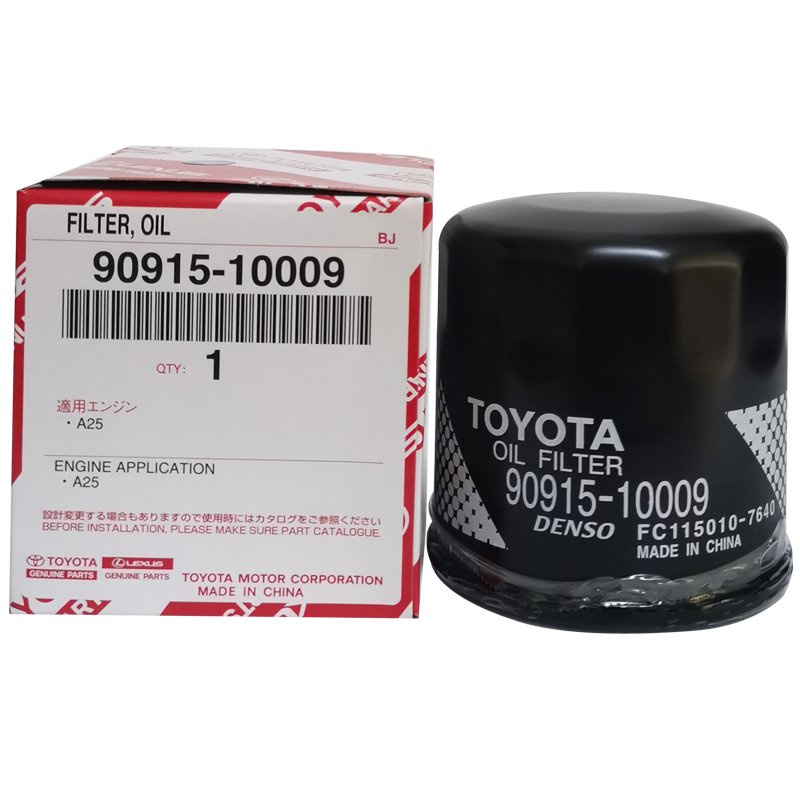 FILTER, OIL
BJ
90915-10009
QTY: 1
適用エンジン
・A25
ENGINE APPLICATION
・A25
設計変更する場合もありますので使用時にはカタログをご参照ください
BEFORE INSTALLATION, PLEASE MAKE SURE PART CATALOGUE.
TOYOTA
GENUINE PARTS
LEXUS
GENUINE PARTS
TOYOTA MOTOR CORPORATION
MADE IN CHINA
TOYOTA
OIL FILTER
90915-10009
DENSO
FC115010-7640
MADE IN CHINA